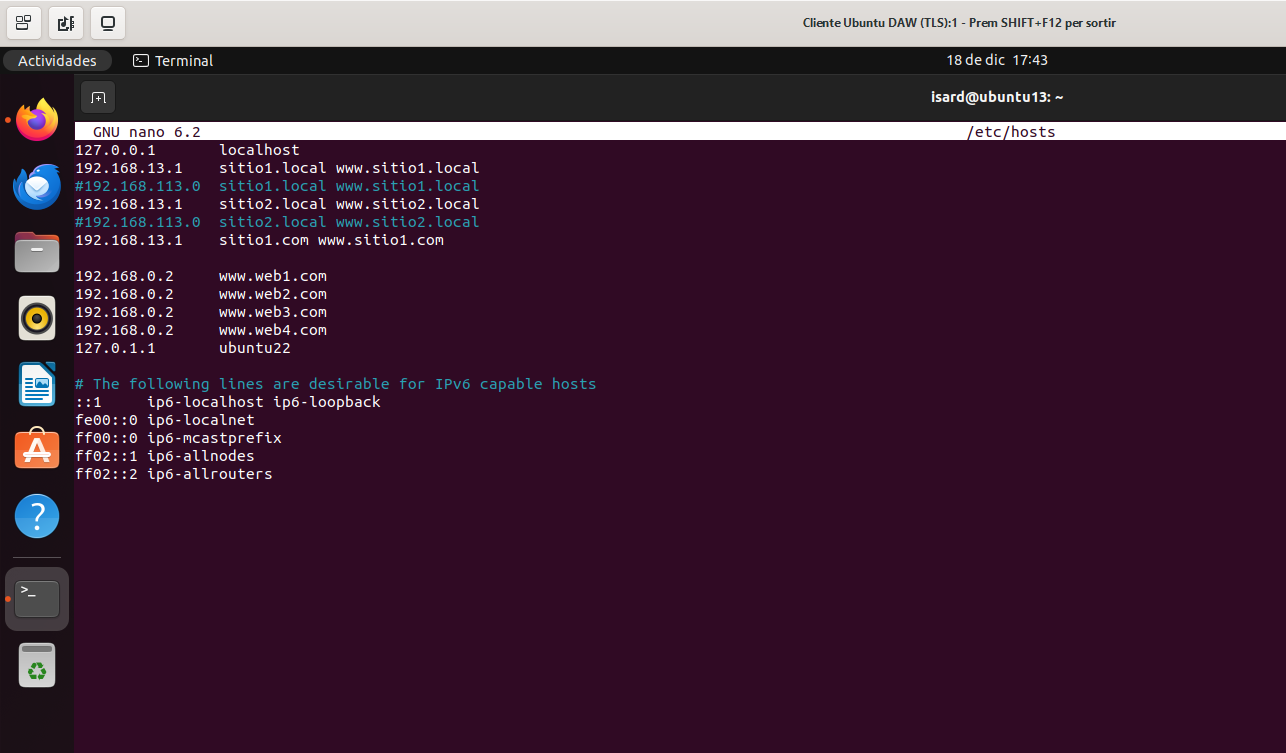 Cliente Ubuntu DAW (TLS):1 - Prem SHIFT+F12 per sortir
Actividades Terminal 18 de dic 17:43
isard@ubuntu13: ~
GNU nano 6.2 /etc/hosts
127.0.0.1 localhost
192.168.13.1 sitio1.local www.sitio1.local
#192.168.113.0 sitio1.local www.sitio1.local
192.168.13.1 sitio2.local www.sitio2.local
#192.168.113.0 sitio2.local www.sitio2.local
192.168.13.1 sitio1.com www.sitio1.com
192.168.0.2 www.web1.com
192.168.0.2 www.web2.com
192.168.0.2 www.web3.com
192.168.0.2 www.web4.com
127.0.1.1 ubuntu22
# The following lines are desirable for IPv6 capable hosts
::1 ip6-localhost ip6-loopback
fe00::0 ip6-localnet
ff00::0 ip6-mcastprefix
ff02::1 ip6-allnodes
ff02::2 ip6-allrouters